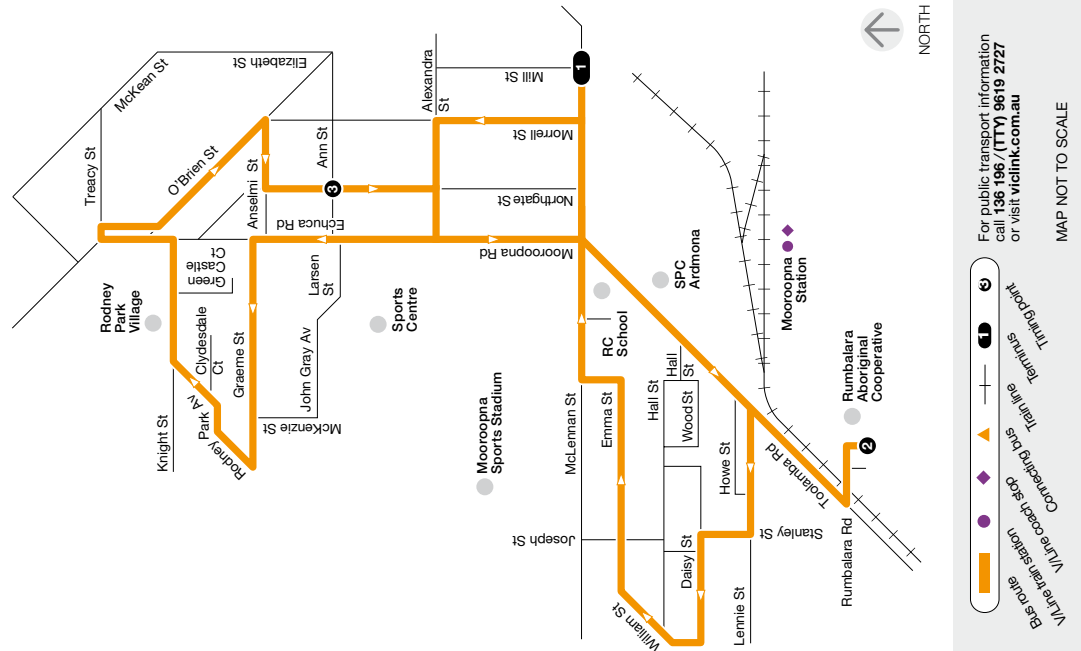 McKean St
Elizabeth St
Treacy St
O'Brien St
Ann St
Anselmi St
Echuca Rd
Alexandra
St
Mill St
1
Morrell St
3
Northgate St
Mooroopna Rd
Green
Castle
Ct
Larsen
St
Rodney
Park
Village
Sports
Centre
Clydesdale
Ct
Graeme St
John Gray Av
McKenzie St
Knight St
Rodney Park Av
Mooroopna
Sports Stadium
RC
School
SPC
Ardmona
Mooroopna
Station
McLennan St
Emma St
Hall St
Hall
St
Wood St
Howe St
Toolamba Rd
Rumbalara
Aboriginal
Cooperative
2
Joseph St
Daisy St
Stanley St
William St
Lennie St
Rumbalara Rd
NORTH
For public transport information
call 136 196 / (TTY) 9619 2727
or visit viclink.com.au
MAP NOT TO SCALE
3
1
Bus route
V/Line train station
V/Line coach stop
Connecting bus
Train line
Terminus
Timing point